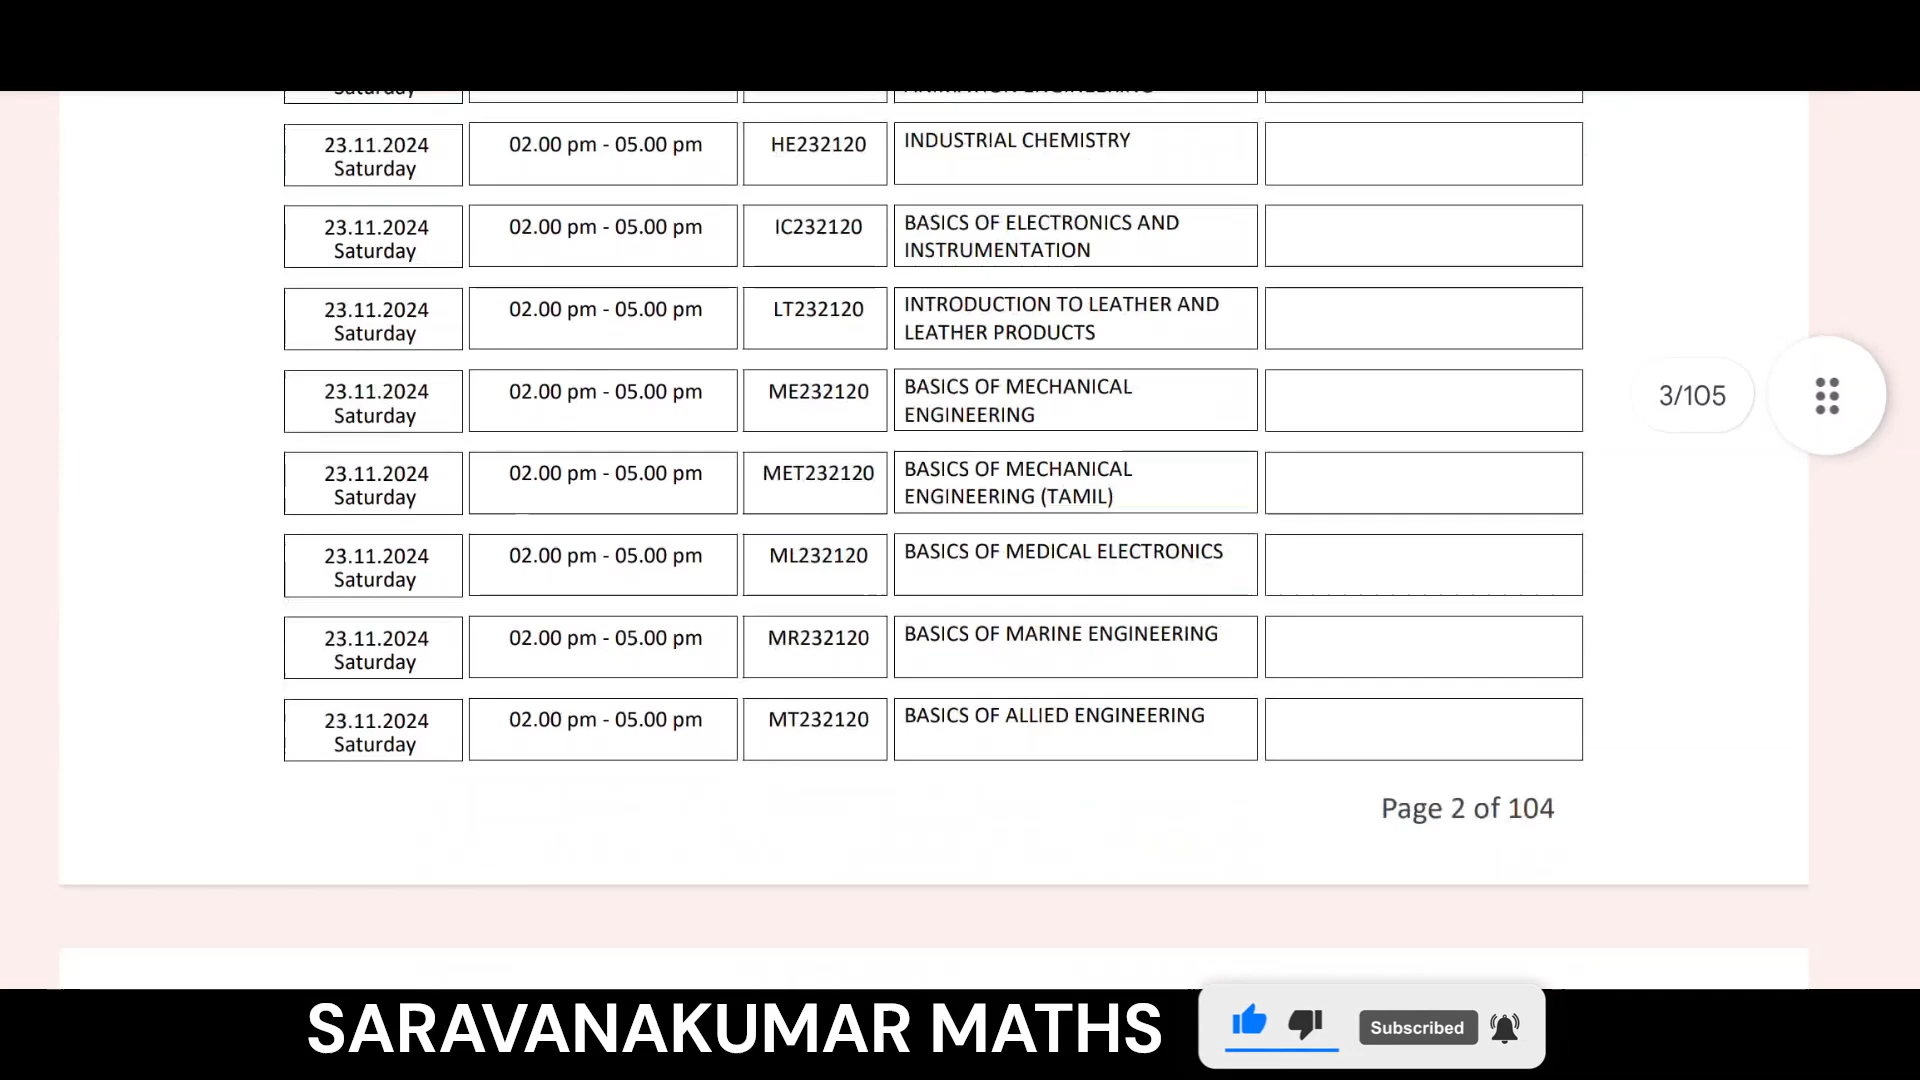 23.11.2024 02.00 pm - 05.00 pm HE232120 INDUSTRIAL CHEMISTRY
Saturday
23.11.2024 02.00 pm - 05.00 pm IC232120 BASICS OF ELECTRONICS AND
Saturday INSTRUMENTATION
23.11.2024 02.00 pm - 05.00 pm LT232120 INTRODUCTION TO LEATHER AND
Saturday LEATHER PRODUCTS
23.11.2024 02.00 pm - 05.00 pm ME232120 BASICS OF MECHANICAL
Saturday ENGINEERING
23.11.2024 02.00 pm - 05.00 pm MET232120 BASICS OF MECHANICAL
Saturday ENGINEERING (TAMIL)
23.11.2024 02.00 pm - 05.00 pm ML232120 BASICS OF MEDICAL ELECTRONICS
Saturday
23.11.2024 02.00 pm - 05.00 pm MR232120 BASICS OF MARINE ENGINEERING
Saturday
23.11.2024 02.00 pm - 05.00 pm MT232120 BASICS OF ALLIED ENGINEERING
Saturday
3/105
Page 2 of 104
SARAVANAKUMAR MATHS
Subscribed